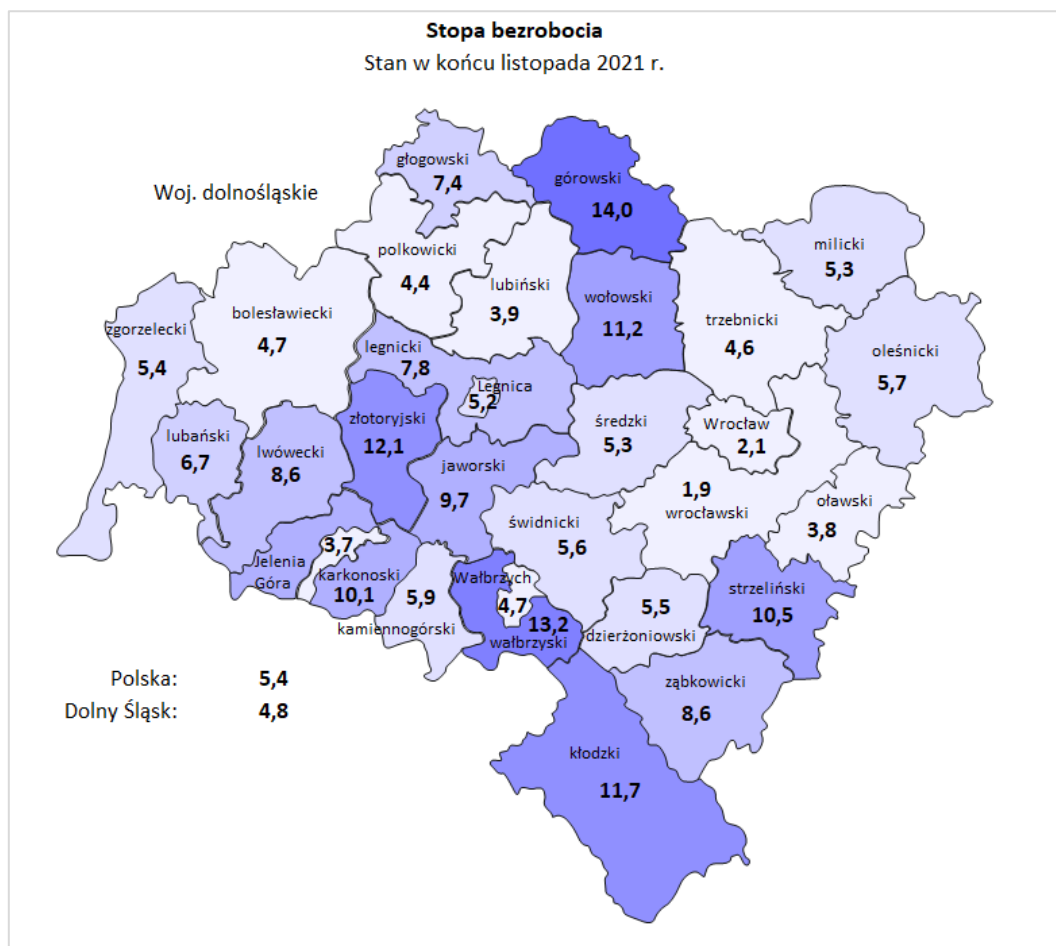 Stopa bezrobocia
Stan w końcu listopada 2021 r.
Woj. dolnośląskie
głogowski
7,4
górowski
14,0
polkowicki
4,4
lubiński
3,9
wołowski
11,2
trzebnicki
4,6
milicki
5,3
oleśnicki
5,7
zgorzelecki
5,4
bolesławiecki
4,7
legnicki
7,8
Legnica
5,2
lubański
6,7
lwówecki
8,6
złotoryjski
12,1
jaworski
9,7
średzki
5,3
Wrocław
2,1
1,9
wrocławski
oławski
3,8
świdnicki
5,6
Jelenia
Góra
3,7
karkonoski
10,1
5,9
kamiennogórski
Wałbrzych
4,7
13,2
wałbrzyski
5,5
dzierżoniowski
strzeliński
10,5
ząbkowicki
8,6
kłodzki
11,7
Polska: 5,4
Dolny Śląsk: 4,8